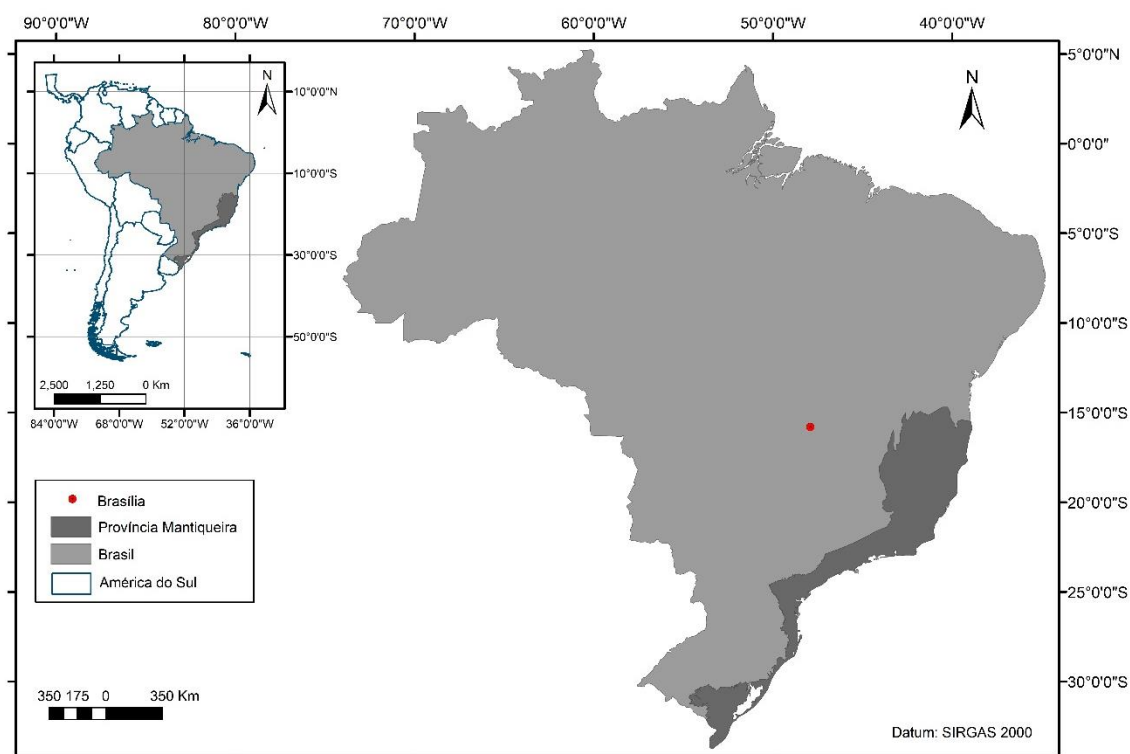 90°0'0"W 80°0'0"W 70°0'0"W 60°0'0"W 50°0'0"W 40°0'0"W
5°0'0"N
0°0'0"
5°0'0"S
10°0'0"S
15°0'0"S
20°0'0"S
25°0'0"S
30°0'0"S
N
N
10°0'0"N
10°0'0"S
30°0'0"S
50°0'0"S
2,500 1,250 0 Km
84°0'0"W 68°0'0"W 52°0'0"W 36°0'0"W
Brasília
Província Mantiqueira
Brasil
América do Sul
350 175 0 350 Km
Datum: SIRGAS 2000